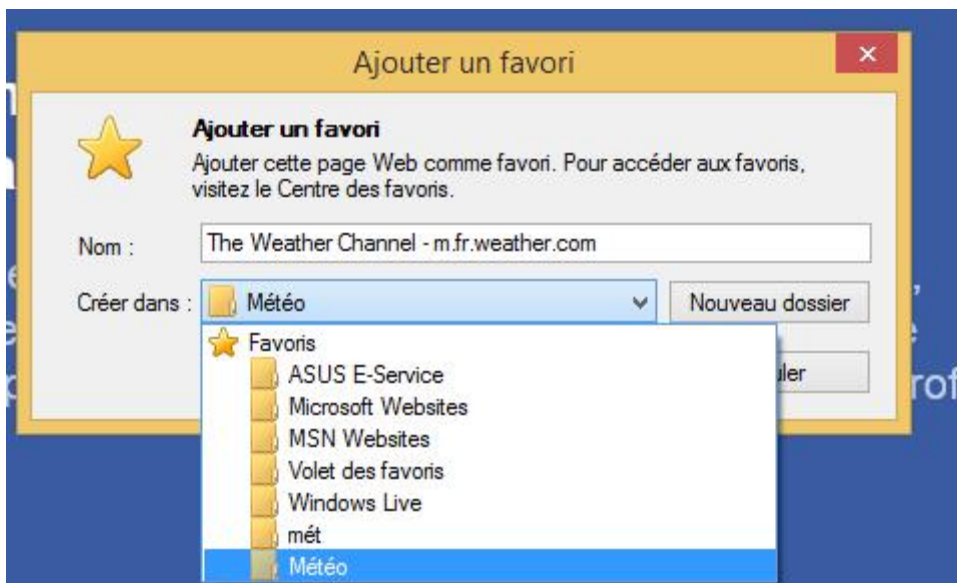 Ajouter un favori
Ajouter un favori
Ajouter cette page Web comme favori. Pour accéder aux favoris,
visitez le Centre des favoris.
Nom :
The Weather Channel - m.fr.weather.com
Créer dans :
Météo
Nouveau dossier
Favoris
ASUS E-Service
Microsoft Websites
MSN Websites
Volet des favoris
Windows Live
mét
Météo